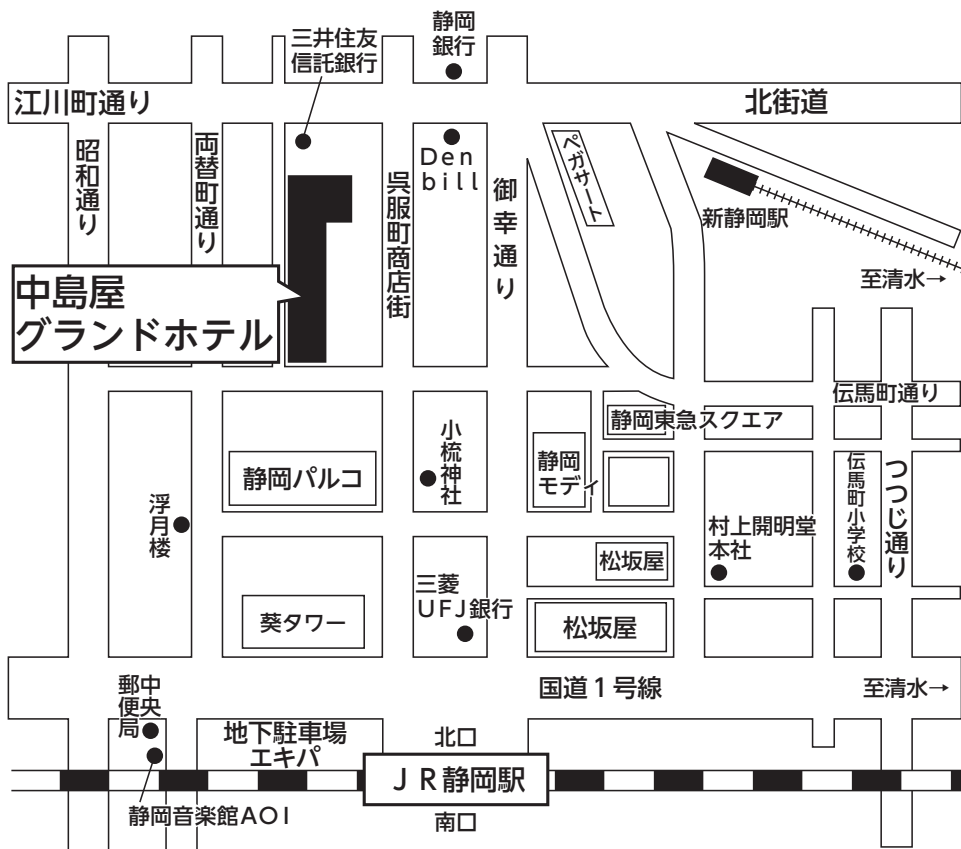 静岡
銀行
三井住友
信託銀行
江川町通り
北街道
昭和通り
両替町通り
呉服町商店街
Den
bill
御幸通り
ペガサート
新静岡駅
至清水→
中島屋
グランドホテル
伝馬町通り
静岡東急スクエア
小梳神社
静岡パルコ
静岡
モディ
浮月楼
村上開明堂
本社
伝馬町小学校
つつじ通り
松坂屋
三菱
UFJ銀行
葵タワー
松坂屋
国道1号線
至清水→
中央
郵便局
地下駐車場
エキパ
北口
JR静岡駅
静岡音楽館AOI
南口